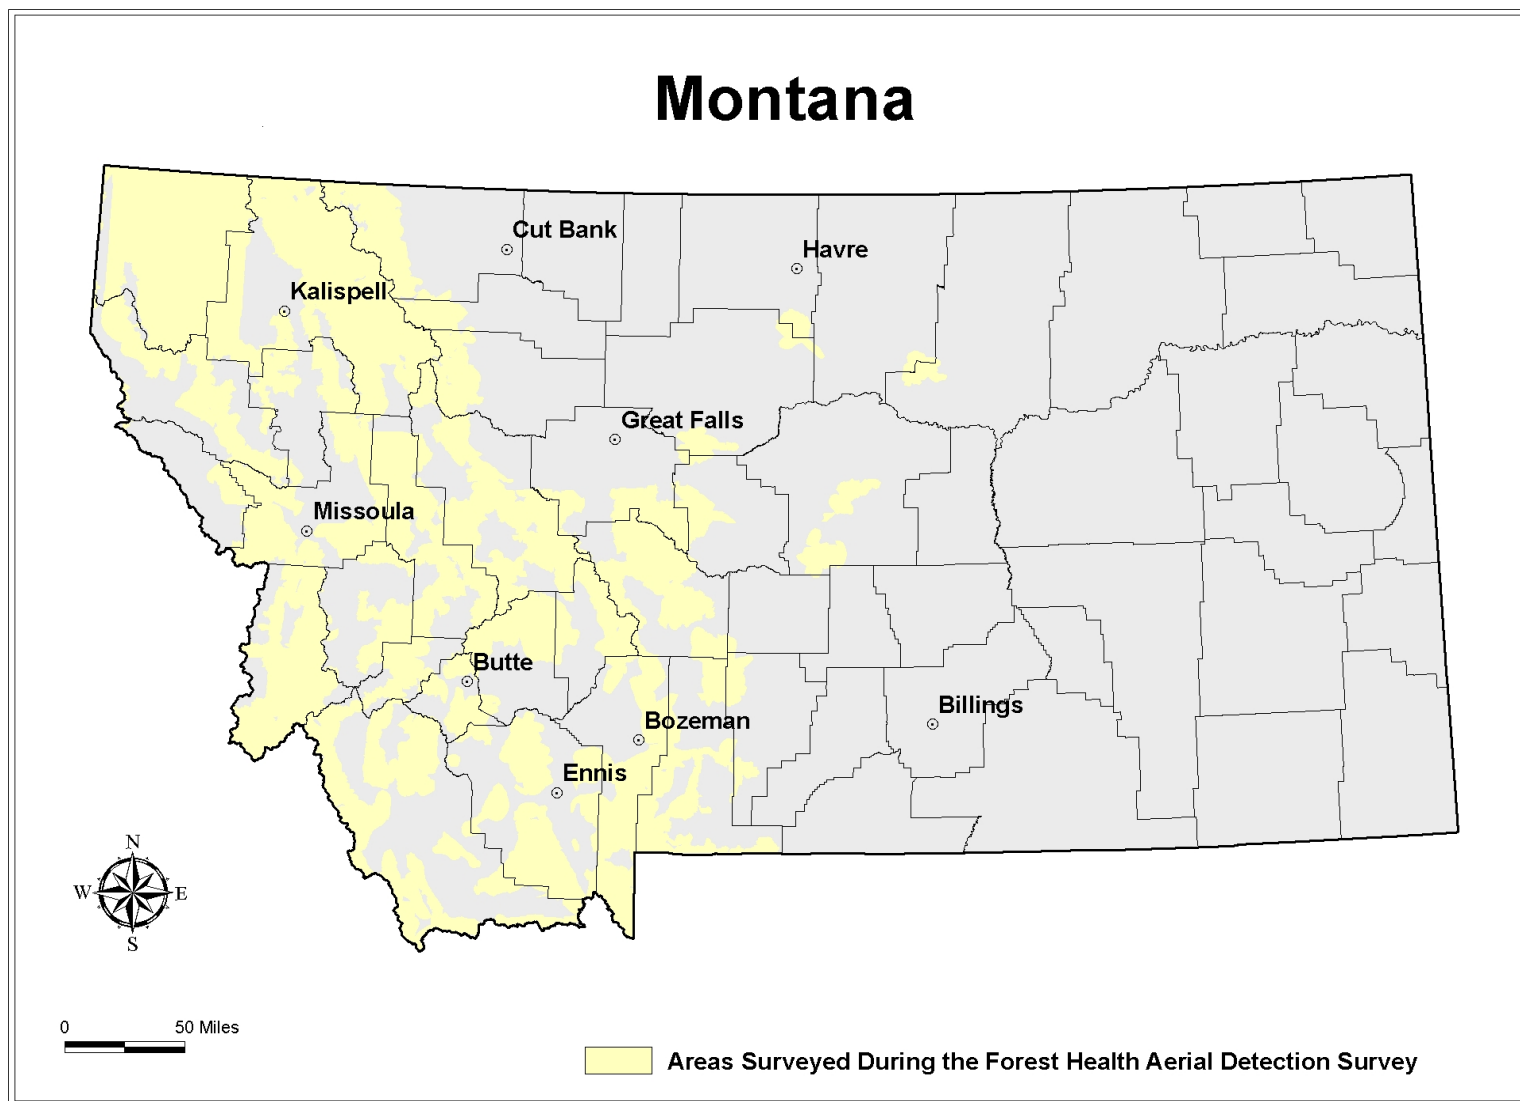 Montana
Cut Bank
Havre
Kalispell
Great Falls
Missoula
Butte
Billings
Bozeman
Ennis
N
W E
S
0 50 Miles
Areas Surveyed During the Forest Health Aerial Detection Survey